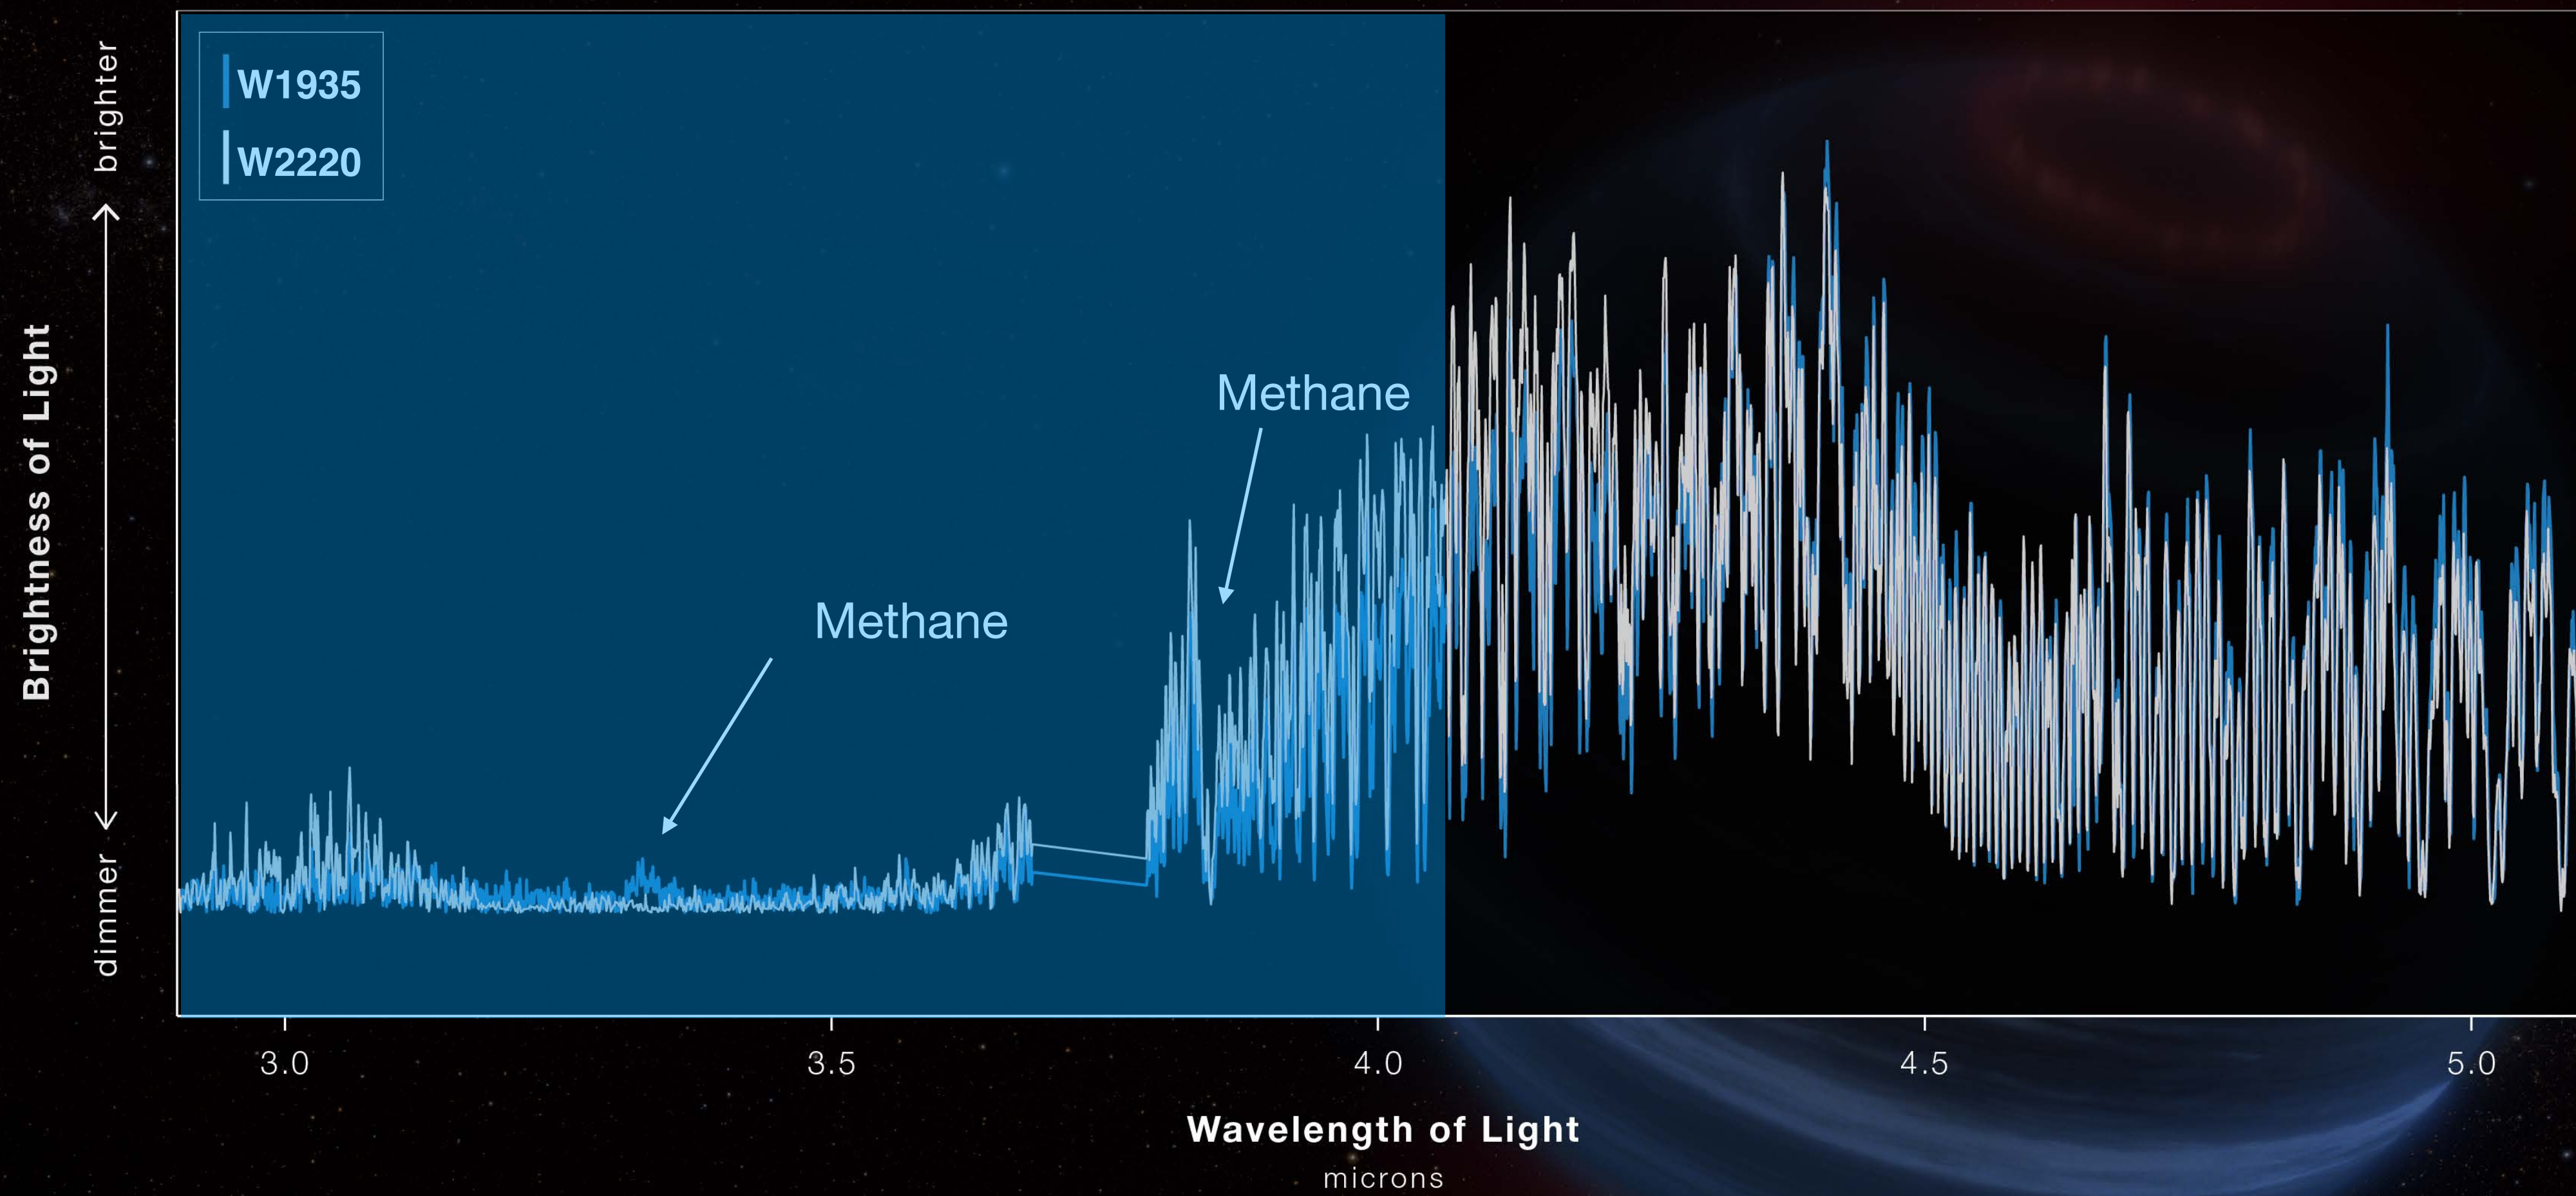 W1935
W2220
brighter
dimmer
Brightness of Light
Methane
Methane
3.0
3.5
4.0
4.5
5.0
Wavelength of Light
microns